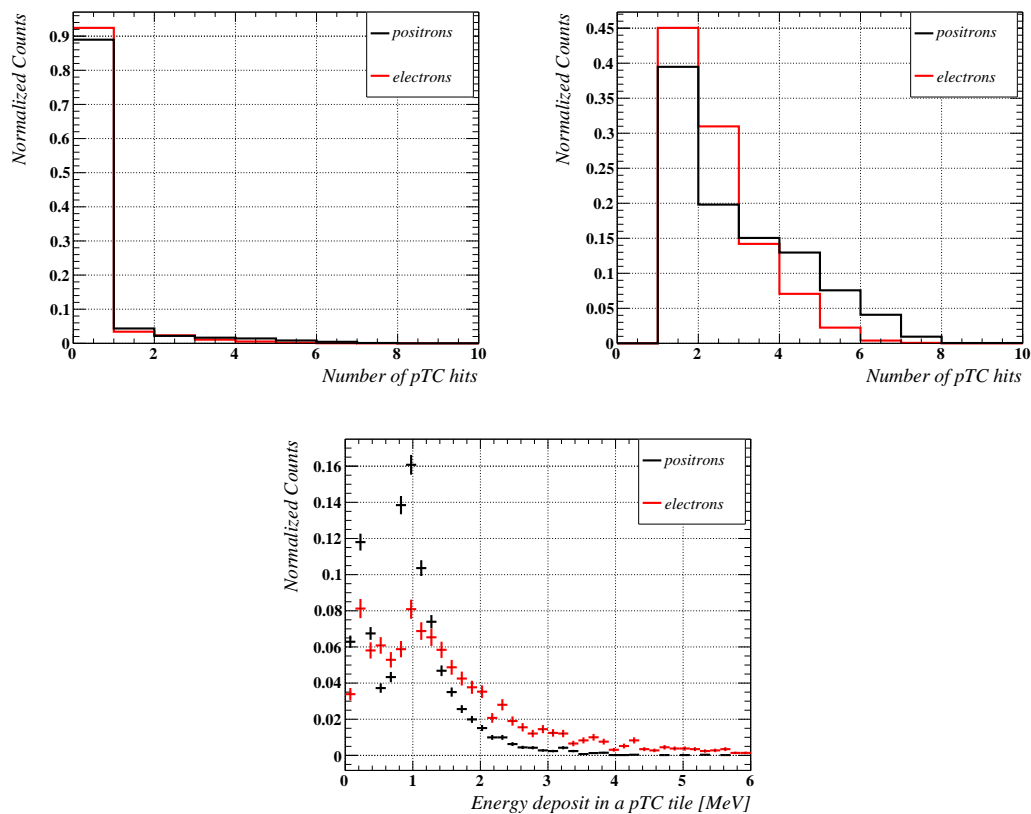 Normalized Counts
0.9
0.8
0.7
0.6
0.5
0.4
0.3
0.2
0.1
0
0 2 4 6 8 10
Number of pTC hits
positrons
electrons
Normalized Counts
0.45
0.4
0.35
0.3
0.25
0.2
0.15
0.1
0.05
0
0 2 4 6 8 10
Number of pTC hits
positrons
electrons
Normalized Counts
0.16
0.14
0.12
0.1
0.08
0.06
0.04
0.02
0
0 1 2 3 4 5 6
Energy deposit in a pTC tile [MeV]
positrons
electrons